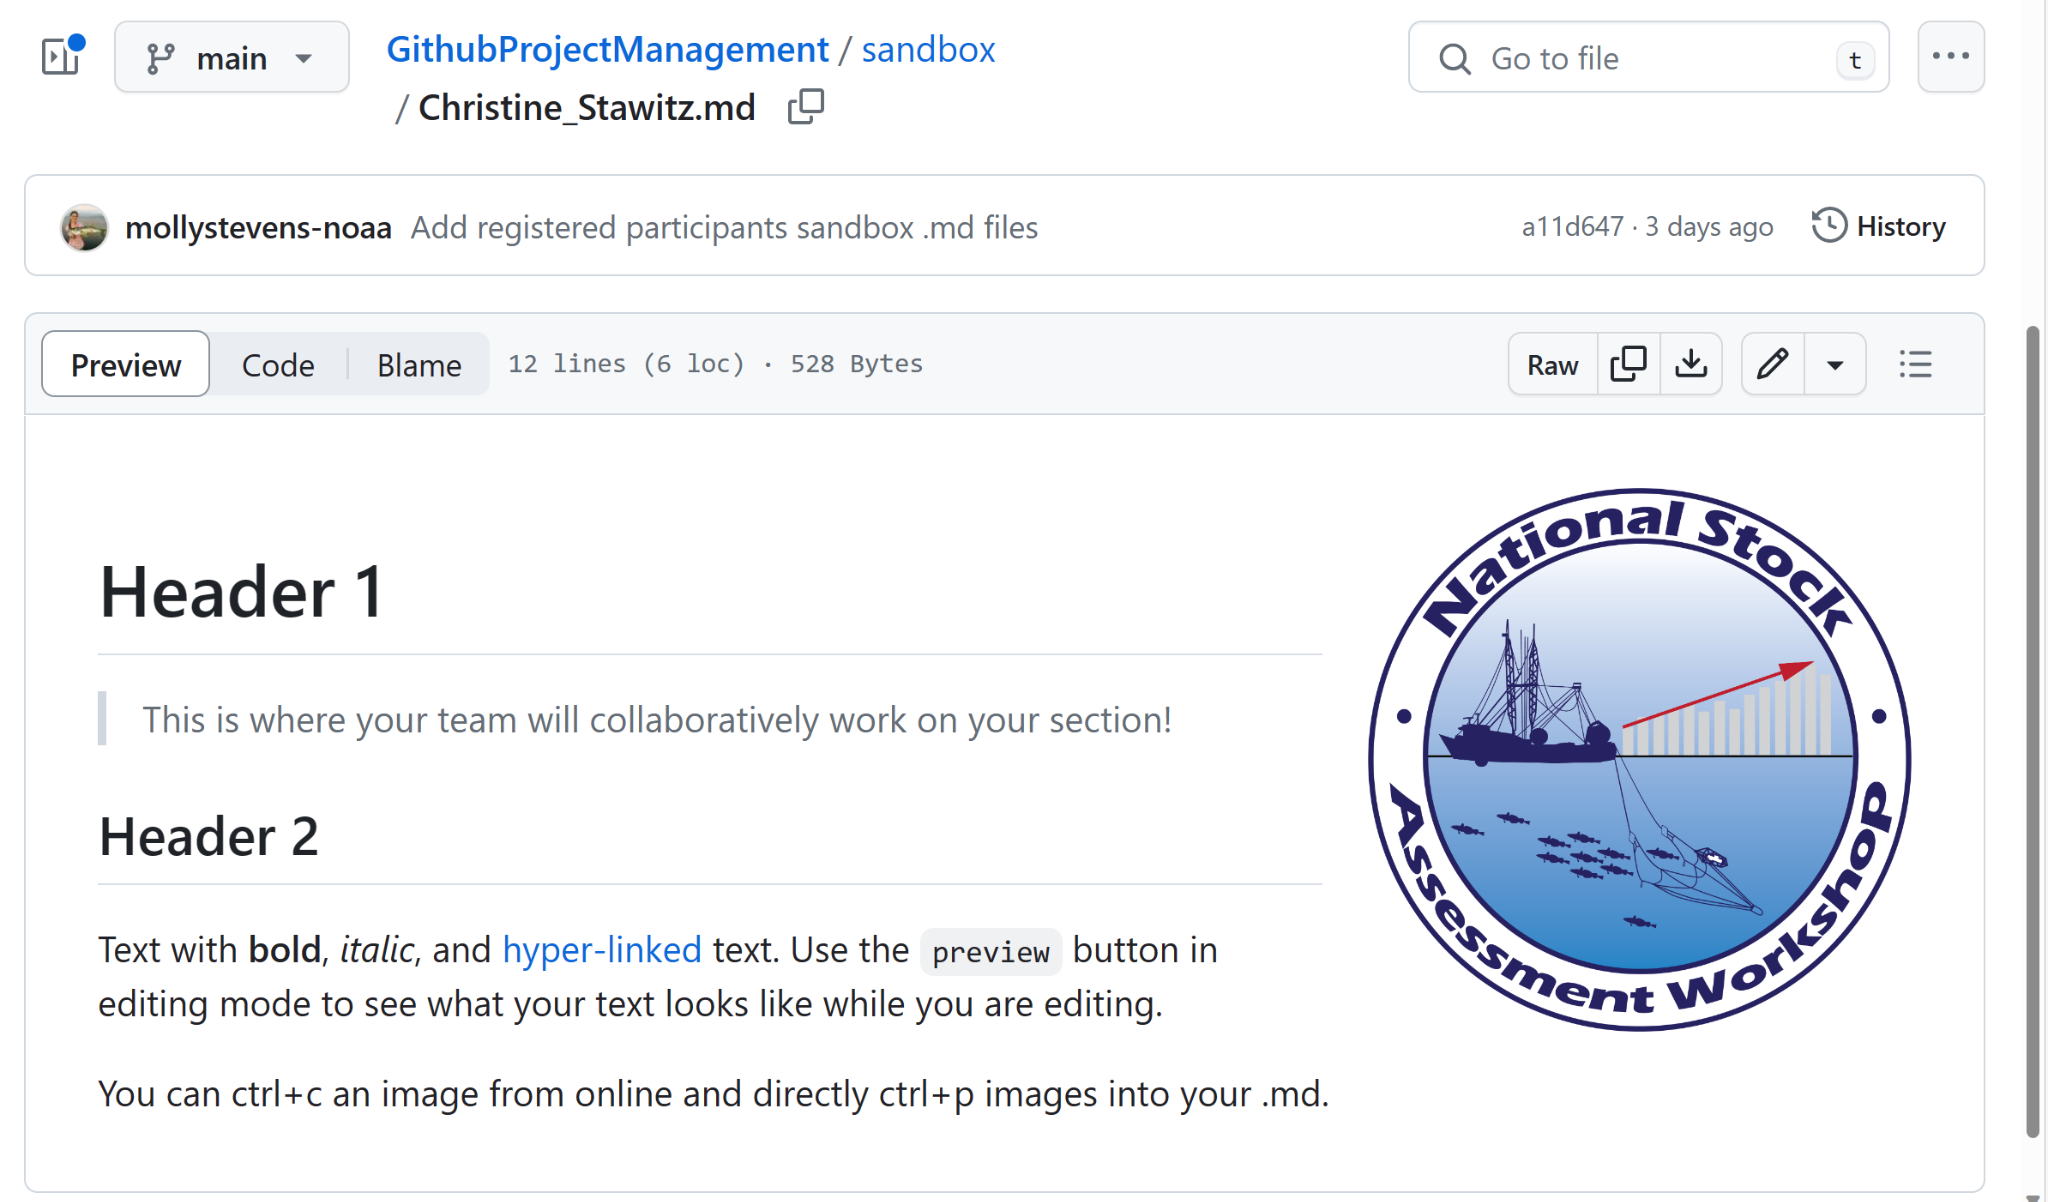 main
GithubProjectManagement / sandbox
/ Christine_Stawitz.md
Go to file
t
mollystevens-noaa Add registered participants sandbox .md files
a11d647 · 3 days ago
History
Preview
Code
Blame
12 lines (6 loc) · 528 Bytes
Raw
Header 1
This is where your team will collaboratively work on your section!
Header 2
Text with bold, italic, and hyper-linked text. Use the preview button in
editing mode to see what your text looks like while you are editing.
You can ctrl+c an image from online and directly ctrl+p images into your .md.
National Stock
Assessment Workshop